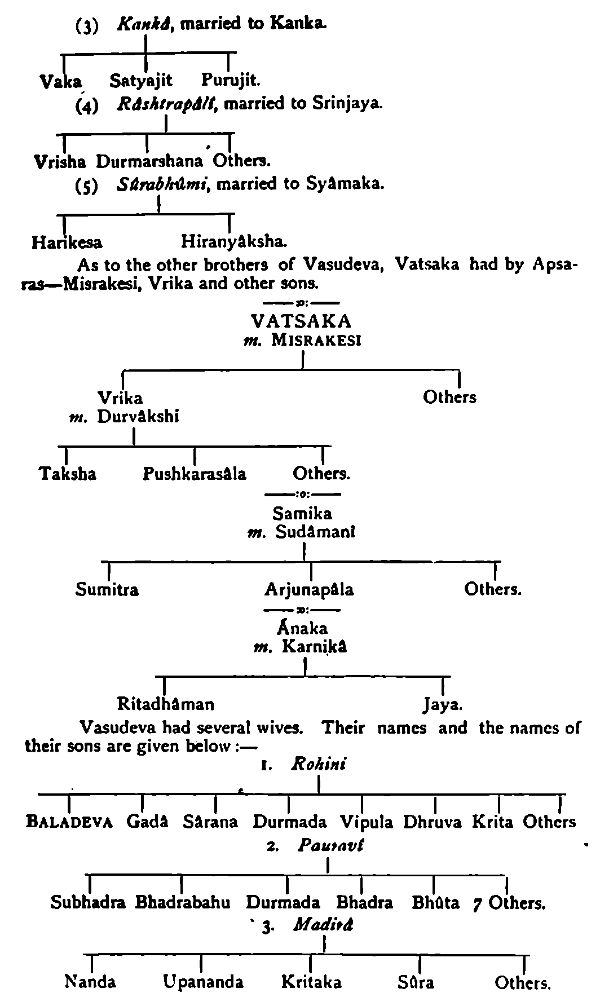 (3) Kankâ, married to Kanka.
Vaka Satyajit Purujit.
(4) Râshtrapâlî, married to Srinjaya.
Vrisha Durmarshana Others.
(5) Sûrabhûmi, married to Syâmaka.
Harikesa Hiranyâksha.
As to the other brothers of Vasudeva, Vatsaka had by Apsa-
ras—Misrakesi, Vrika and other sons.
—:o:—
VATSAKA
m. MISRAKESI
Vrika Others
m. Durvâkshi
Taksha Pushkarasâla Others.
—:o:—
Samika
m. Sudâmanî
Sumitra Arjunapâla Others.
—:o:—
Ánaka
m. Karnikâ
Ritadhâman Jaya.
Vasudeva had several wives. Their names and the names of
their sons are given below :—
1. Rohini
BALADEVA Gadâ Sârana Durmada Vipula Dhruva Krita Others
2. Pauravî
Subhadra Bhadrabahu Durmada Bhadra Bhûta 7 Others.
3. Madirâ
Nanda Upananda Kritaka Sûra Others.